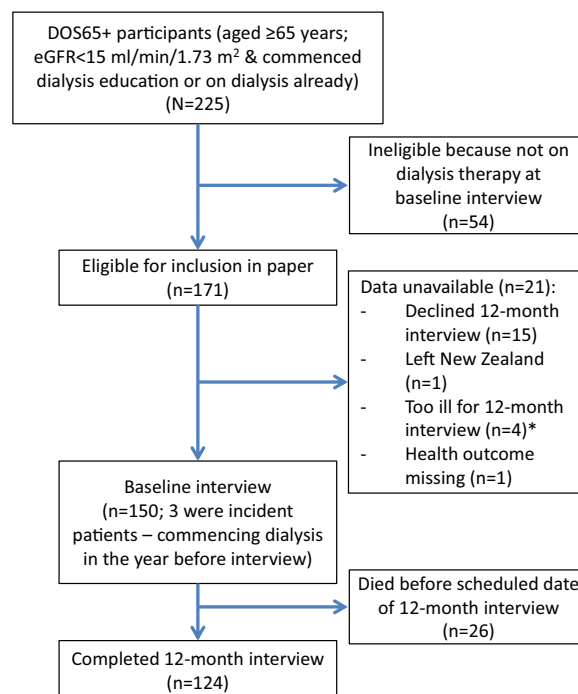 DOS65+ participants (aged ≥65 years;
eGFR<15 ml/min/1.73 m² & commenced
dialysis education or on dialysis already)
(N=225)
Ineligible because not on
dialysis therapy at
baseline interview
(n=54)
Eligible for inclusion in paper
(n=171)
Data unavailable (n=21):
- Declined 12-month
interview (n=15)
- Left New Zealand
(n=1)
- Too ill for 12-month
interview (n=4)*
- Health outcome
missing (n=1)
Baseline interview
(n=150; 3 were incident
patients – commencing dialysis
in the year before interview)
Died before scheduled date
of 12-month interview
(n=26)
Completed 12-month interview
(n=124)